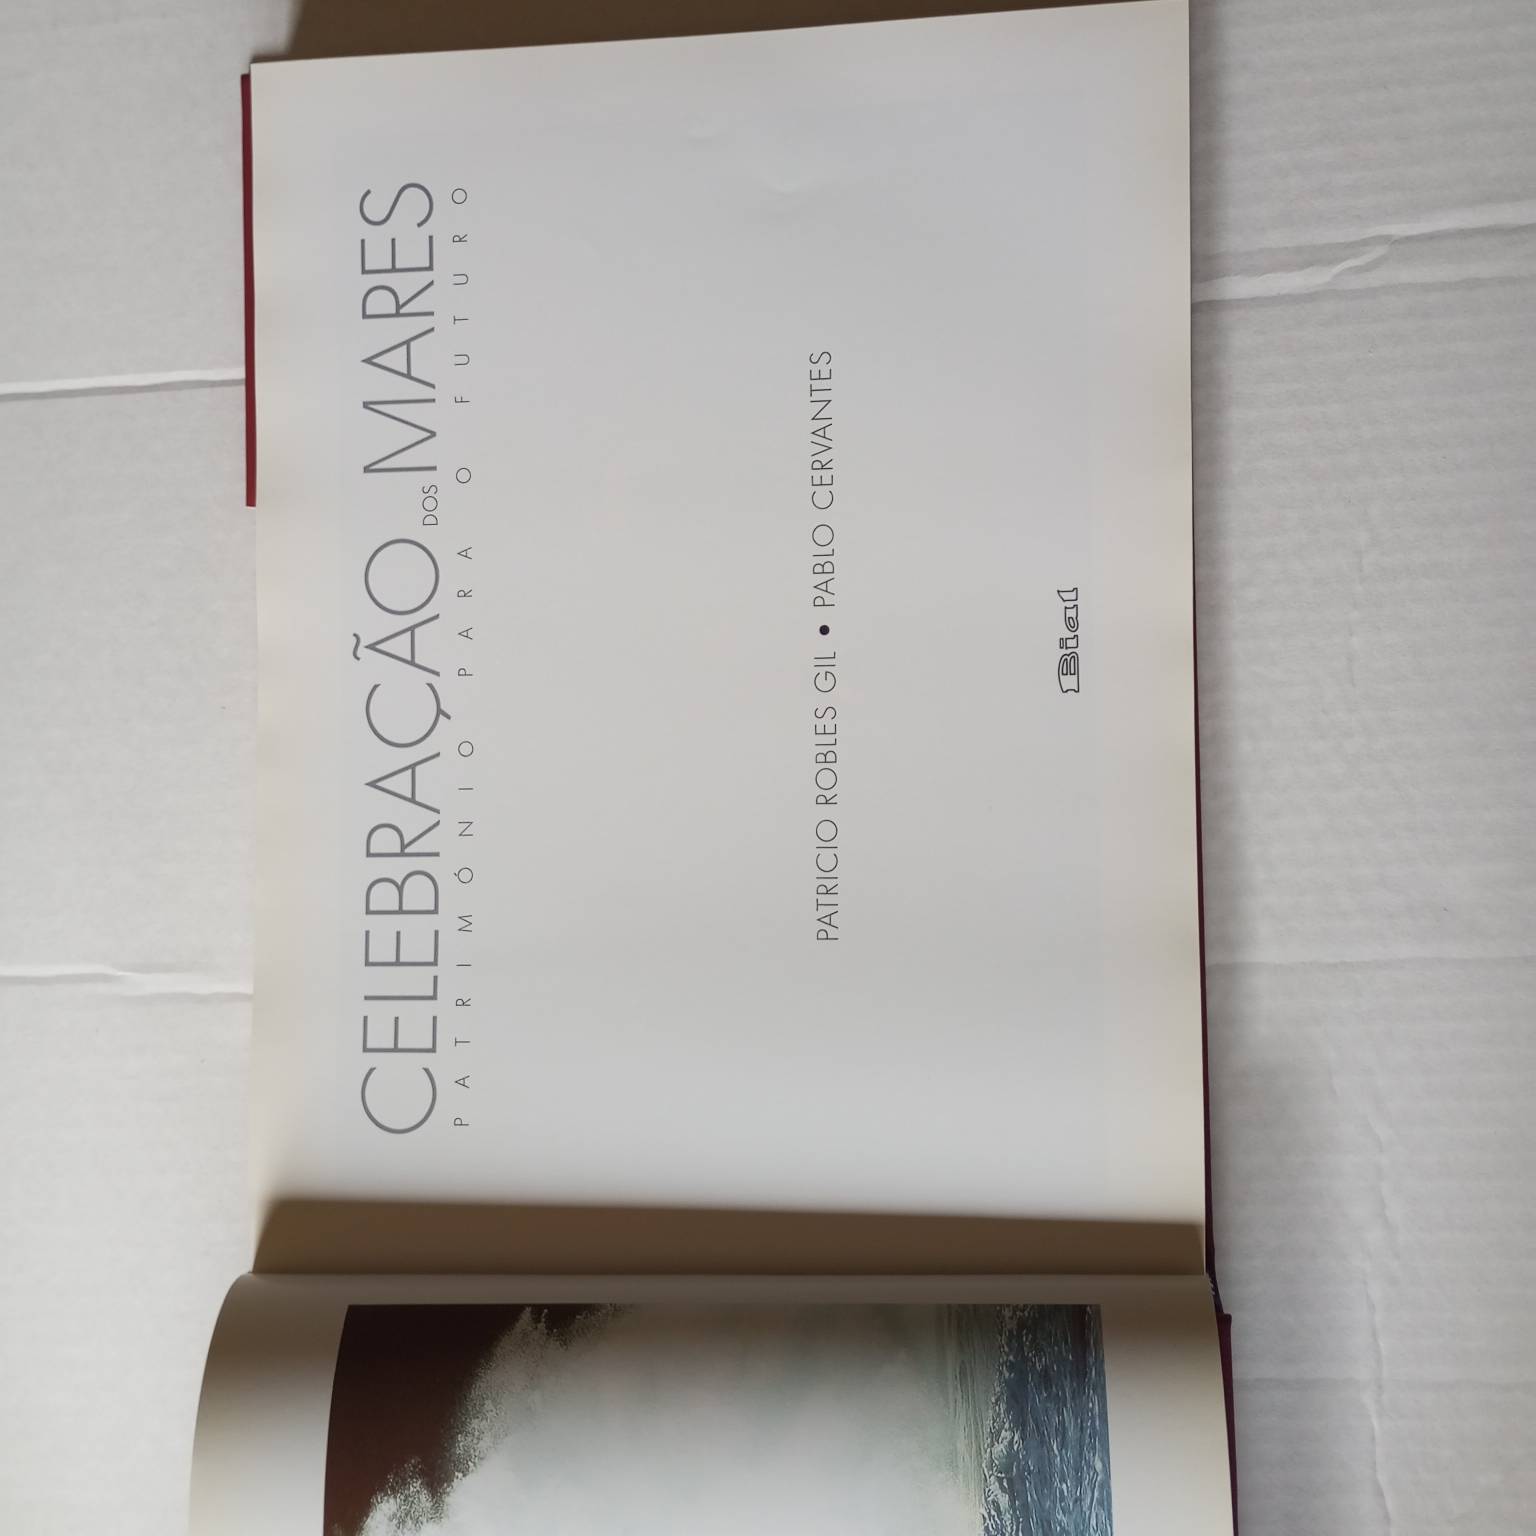 CELEBRAÇÃO DOS MARES
PATRIMÓNIO PARA O FUTURO
PATRICIO ROBLES GIL • PABLO CERVANTES
Bial